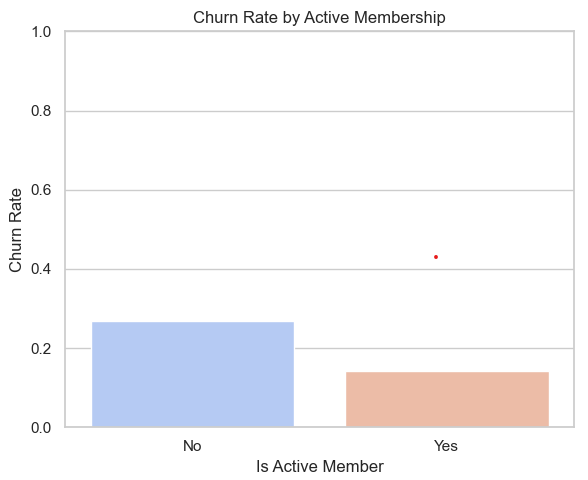 Churn Rate by Active Membership
1.0
0.8
0.6
0.4
0.2
0.0
Churn Rate
No
Yes
Is Active Member